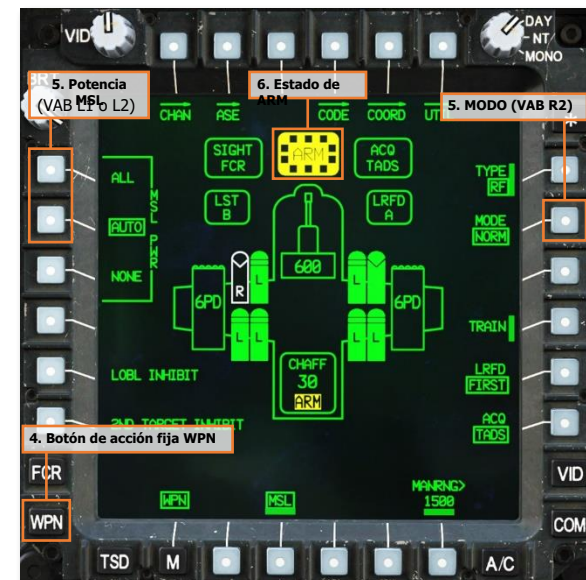 VID
DAY
NT
MONO
BRT
5. Potencia
MSL
(VAB L1 o L2)
6. Estado de
ARM
5. MODO (VAB R2)
CHAN
ASE
CODE
COORD
UT
SIGHT
FCR
ARM
ACQ
TADS
ALL
TYPE
RF
LST
B
LRFD
A
AUTO
MSL PWR
MODE
NORM
600
R
L
L
NONE
6PD
6PD
L
L
L
L
TRAIN
CHAFF
30
ARM
LOBL INHIBIT
LRFD
FIRST
2ND TARGET INHIBIT
ACQ
TADS
4. Botón de acción fija WPN
FCR
VID
WPN
MSL
MANRNG>
1500
WPN
COM
TSD
M
A/C